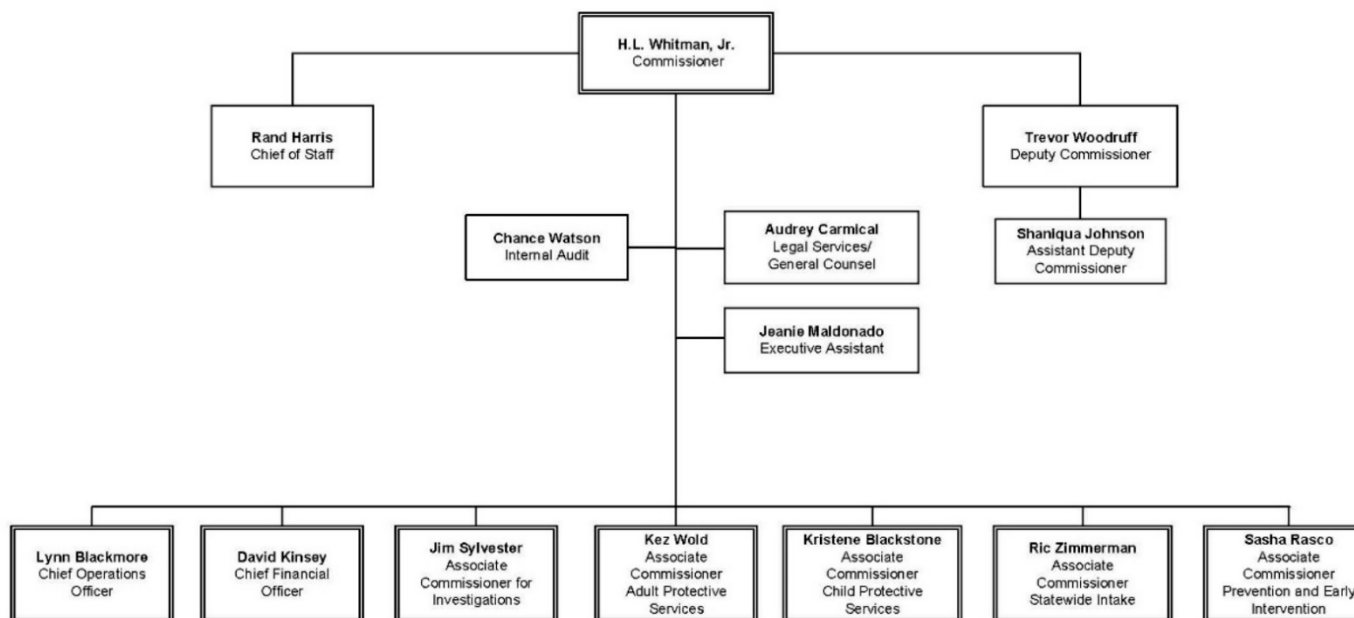 H.L. Whitman, Jr.
Commissioner
Rand Harris
Chief of Staff
Trevor Woodruff
Deputy Commissioner
Chance Watson
Internal Audit
Audrey Carmical
Legal Services/
General Counsel
Shaniqua Johnson
Assistant Deputy
Commissioner
Jeanie Maldonado
Executive Assistant
Lynn Blackmore
Chief Operations
Officer
David Kinsey
Chief Financial
Officer
Jim Sylvester
Associate
Commissioner for
Investigations
Kez Wold
Associate
Commissioner
Adult Protective
Services
Kristene Blackstone
Associate
Commissioner
Child Protective
Services
Ric Zimmerman
Associate
Commissioner
Statewide Intake
Sasha Rasco
Associate
Commissioner
Prevention and Early
Intervention